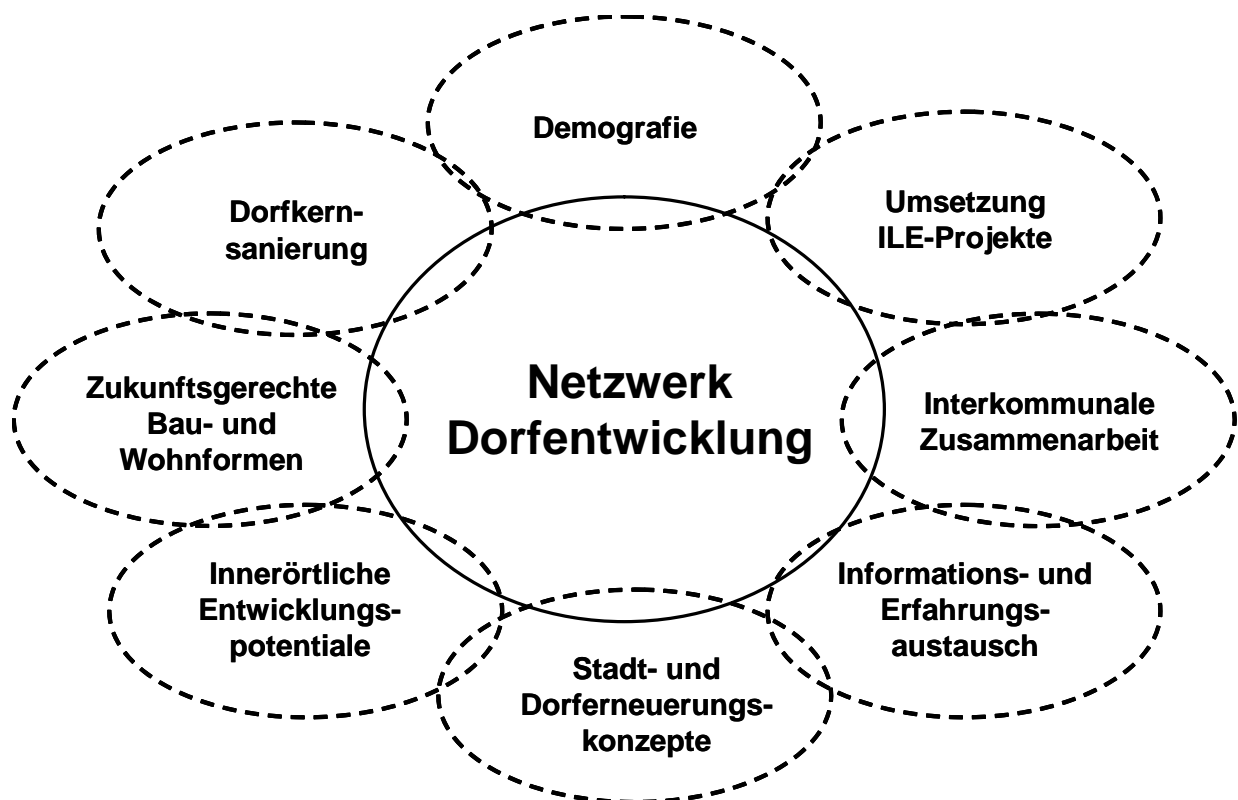 Demografie
Umsetzung
ILE-Projekte
Dorfkern-
sanierung
Netzwerk
Dorfentwicklung
Zukunftsgerechte
Bau- und
Wohnformen
Interkommunale
Zusammenarbeit
Innerörtliche
Entwicklungs-
potentiale
Informations- und
Erfahrungs-
austausch
Stadt- und
Dorferneuerungs-
konzepte